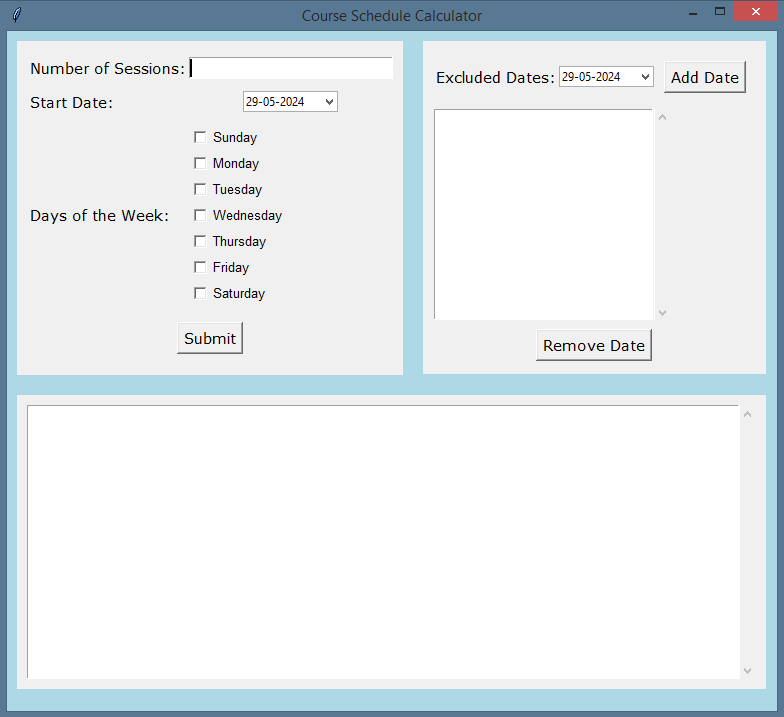 Course Schedule Calculator
Number of Sessions:
Start Date: 29-05-2024
Days of the Week:
Sunday
Monday
Tuesday
Wednesday
Thursday
Friday
Saturday
Submit
Excluded Dates: 29-05-2024 Add Date
Remove Date